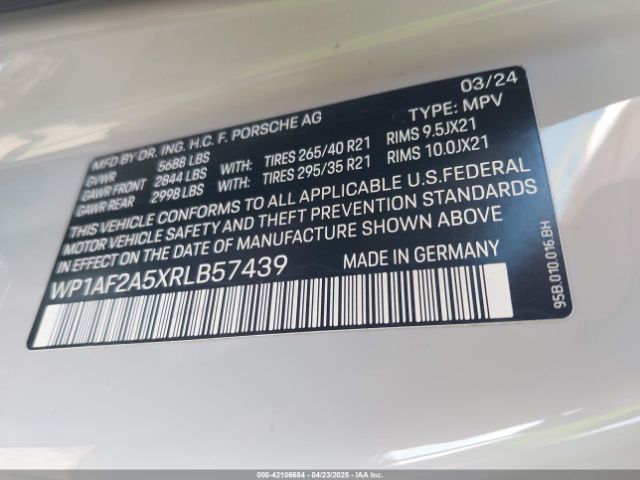 03/24
MFD BY DR. ING. H.C. F. PORSCHE AG TYPE: MPV
GVWR 5688 LBS WITH: TIRES 265/40 R21 RIMS 9.5JX21
GAWR FRONT 2844 LBS WITH: TIRES 295/35 R21 RIMS 10.0JX21
GAWR REAR 2998 LBS
THIS VEHICLE CONFORMS TO ALL APPLICABLE U.S.FEDERAL
MOTOR VEHICLE SAFETY AND THEFT PREVENTION STANDARDS
IN EFFECT ON THE DATE OF MANUFACTURE SHOWN ABOVE
WP1AF2A5XRLB57439 MADE IN GERMANY
95B.010.016.BH
000-42106684 - 04/23/2025 - IAA Inc.